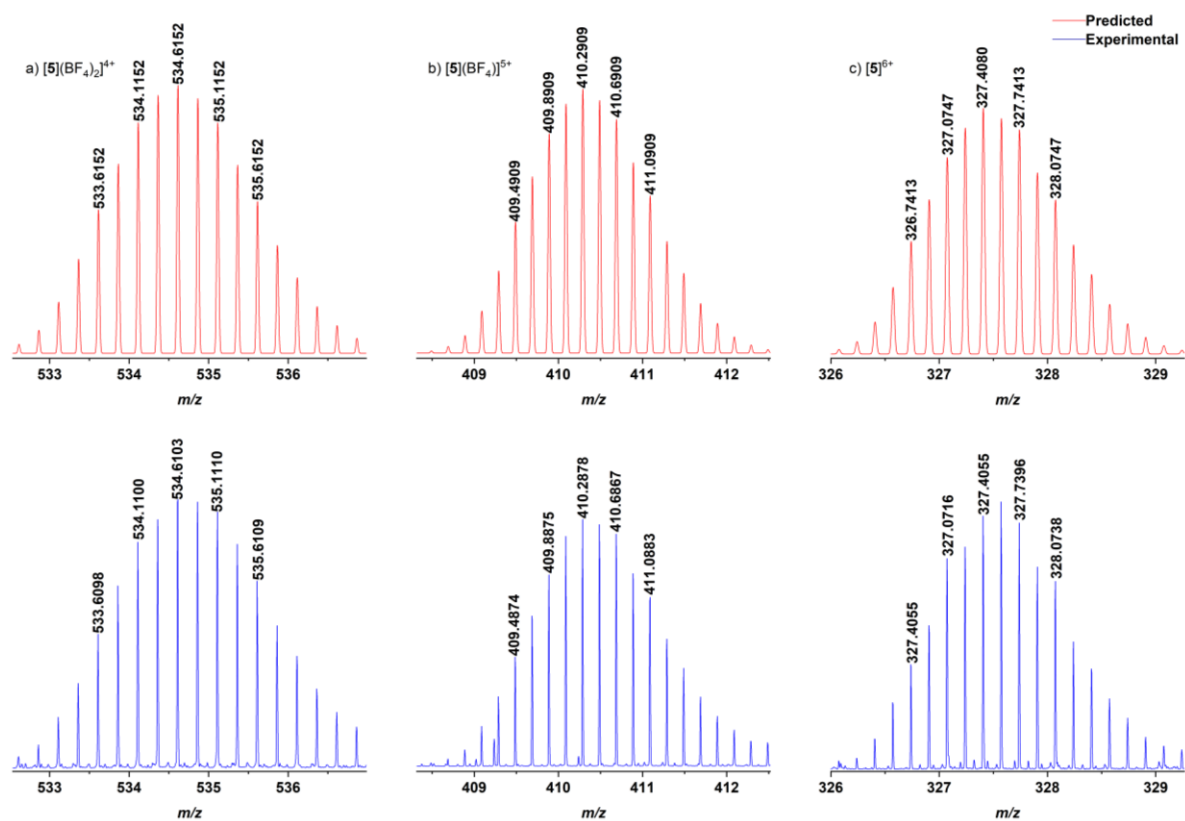 Predicted
Experimental
a) [5](BF4)2]4+
533.6152
534.1152
534.6152
535.1152
535.6152
533 534 535 536
m/z
b) [5](BF4)]5+
409.4909
409.8909
410.2909
410.6909
411.0909
409 410 411 412
m/z
c) [5]6+
326.7413
327.0747
327.4080
327.7413
328.0747
326 327 328 329
m/z
533.6098
534.1100
534.6103
535.1110
535.6109
533 534 535 536
m/z
409.4874
409.8875
410.2878
410.6867
411.0883
409 410 411 412
m/z
327.4055
327.0716
327.4055
327.7396
328.0738
326 327 328 329
m/z